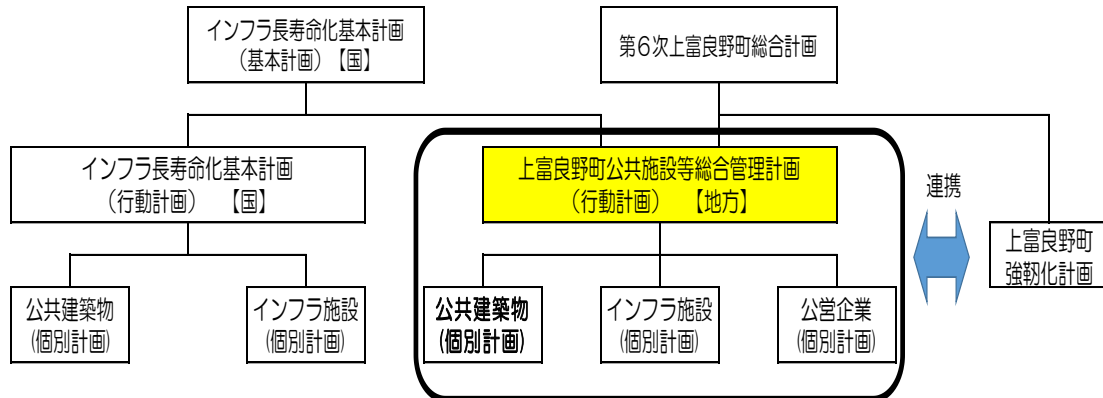 インフラ長寿命化基本計画
（基本計画）【国】
第6次上富良野町総合計画
インフラ長寿命化基本計画
（行動計画）　【国】
上富良野町公共施設等総合管理計画
（行動計画）　【地方】
連携
上富良野町
強靭化計画
公共建築物
(個別計画)
インフラ施設
(個別計画)
公共建築物
(個別計画)
インフラ施設
(個別計画)
公営企業
(個別計画)